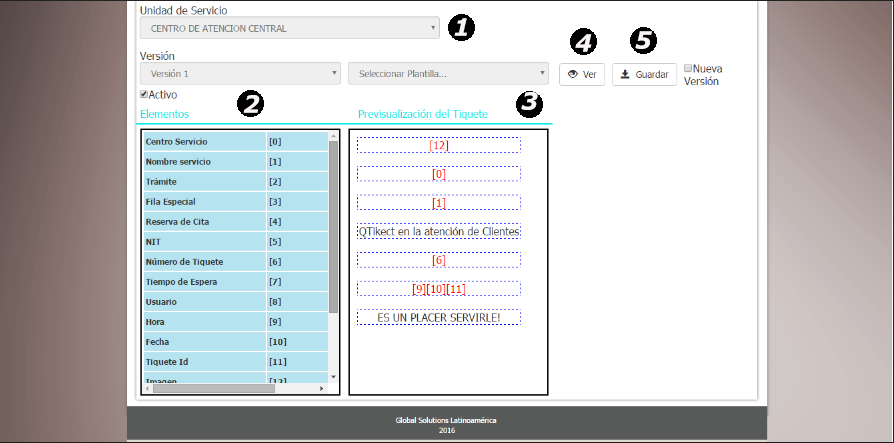 Unidad de Servicio
CENTRO DE ATENCION CENTRAL
1
Versión
Versión 1
Seleccionar Plantilla...
4
Ver
5
Guardar
Nueva
Versión
Activo
2
3
Elementos
Previsualización del Tiquete
Centro Servicio [0]
Nombre servicio [1]
Trámite [2]
Fila Especial [3]
Reserva de Cita [4]
NIT [5]
Número de Tiquete [6]
Tiempo de Espera [7]
Usuario [8]
Hora [9]
Fecha [10]
Tiquete Id [11]
Imagen [12]
[12]
[0]
[1]
QTikect en la atención de Clientes
[6]
[9][10][11]
ES UN PLACER SERVIRLE!
Global Solutions Latinoamérica
2016